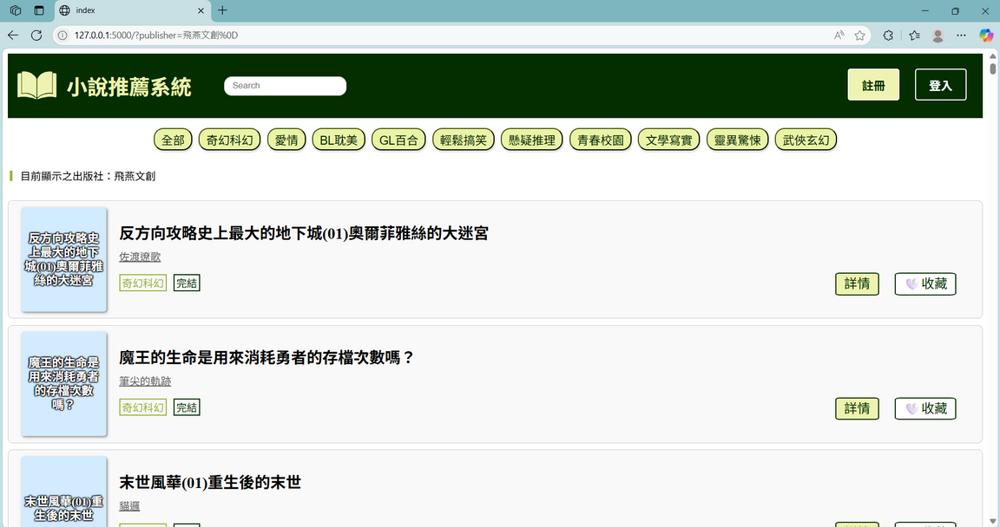 index
127.0.0.1:5000/?publisher=飛燕文創%0D
小說推薦系統
Search
註冊
登入
全部 奇幻科幻 愛情 BL耽美 GL百合 輕鬆搞笑 懸疑推理 青春校園 文學寫實 靈異驚悚 武俠玄幻
目前顯示之出版社：飛燕文創
反方向攻略史
上最大的地下
城(01)奧爾菲雅
絲的大迷宮
反方向攻略史上最大的地下城(01)奧爾菲雅絲的大迷宮
佐渡遼歌
奇幻科幻 完結
詳情 收藏
魔王的生命是
用來消耗勇者
的存檔次數
嗎？
魔王的生命是用來消耗勇者的存檔次數嗎？
筆尖的軌跡
奇幻科幻 完結
詳情 收藏
末世風華(01)重
生後的末世
末世風華(01)重生後的末世
貓邏